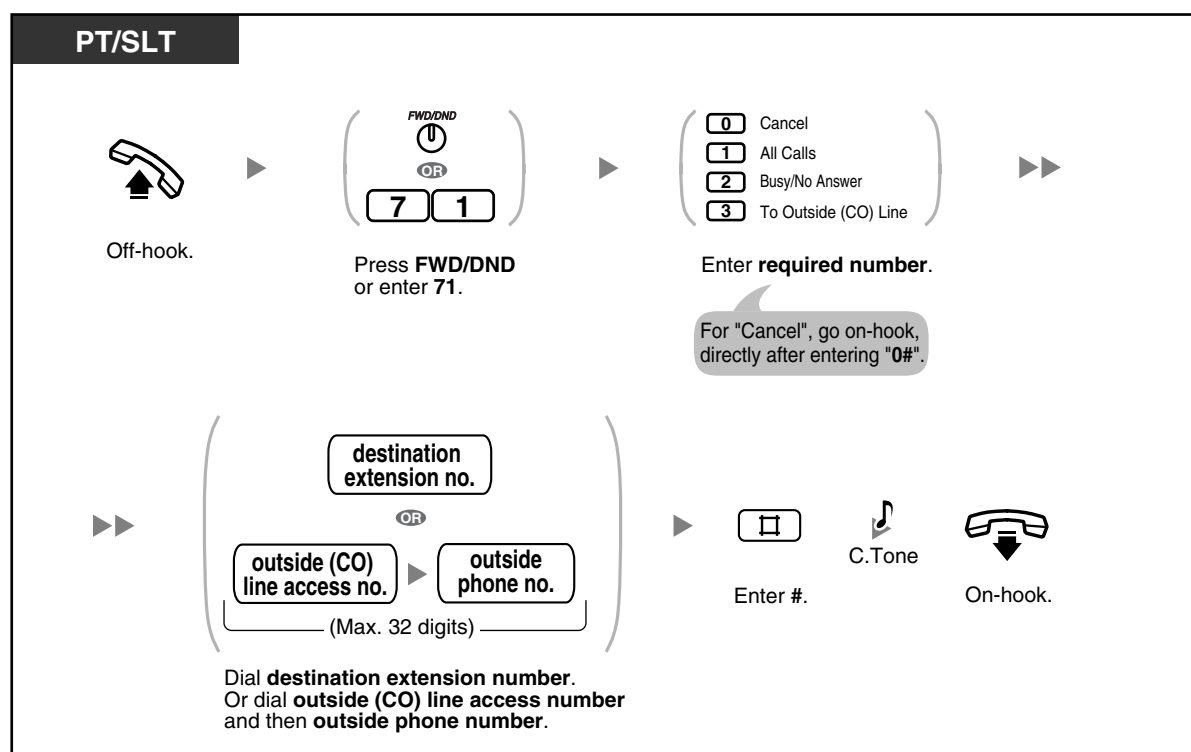 PT/SLT
FWD/DND
OR
7 1
0 Cancel
1 All Calls
2 Busy/No Answer
3 To Outside (CO) Line
Off-hook.
Press FWD/DND
or enter 71.
Enter required number.
For "Cancel", go on-hook,
directly after entering "0#".
destination
extension no.
OR
outside (CO)
line access no.
outside
phone no.
(Max. 32 digits)
Dial destination extension number.
Or dial outside (CO) line access number
and then outside phone number.
#
Enter #.
C.Tone
On-hook.